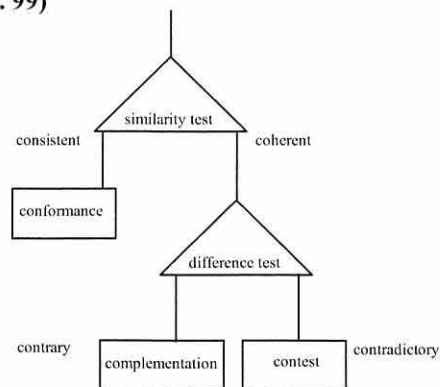 . 99)
similarity test
consistent
coherent
conformance
difference test
contrary
complementation
contest
contradictory